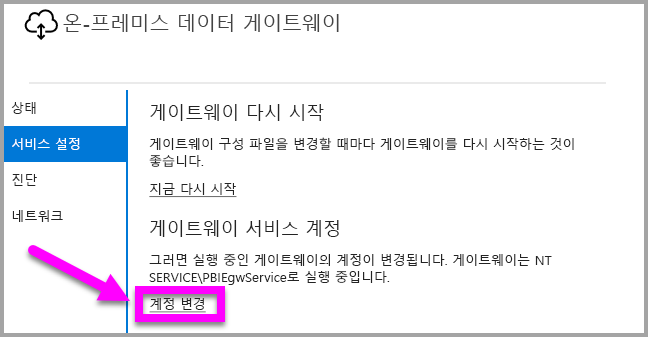 온-프레미스 데이터 게이트웨이
상태
서비스 설정
진단
네트워크
게이트웨이 다시 시작
게이트웨이 구성 파일을 변경할 때마다 게이트웨이를 다시 시작하는 것이
좋습니다.
지금 다시 시작
게이트웨이 서비스 계정
그러면 실행 중인 게이트웨이의 계정이 변경됩니다. 게이트웨이는 NT
SERVICE\PBIEgwService로 실행 중입니다.
계정 변경